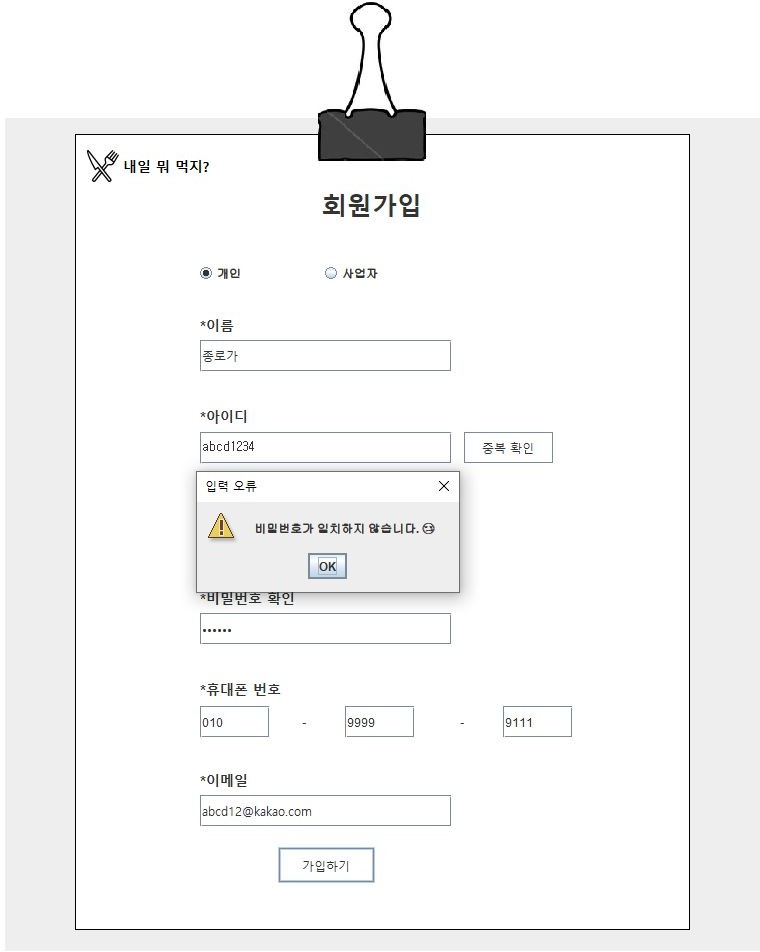 내일 뭐 먹지?
회원가입
개인 사업자
*이름
종로가
*아이디
abcd1234 중복 확인
입력 오류
비밀번호가 일치하지 않습니다.
OK
*비밀번호 확인
••••••
*휴대폰 번호
010 - 9999 - 9111
*이메일
abcd12@kakao.com
가입하기